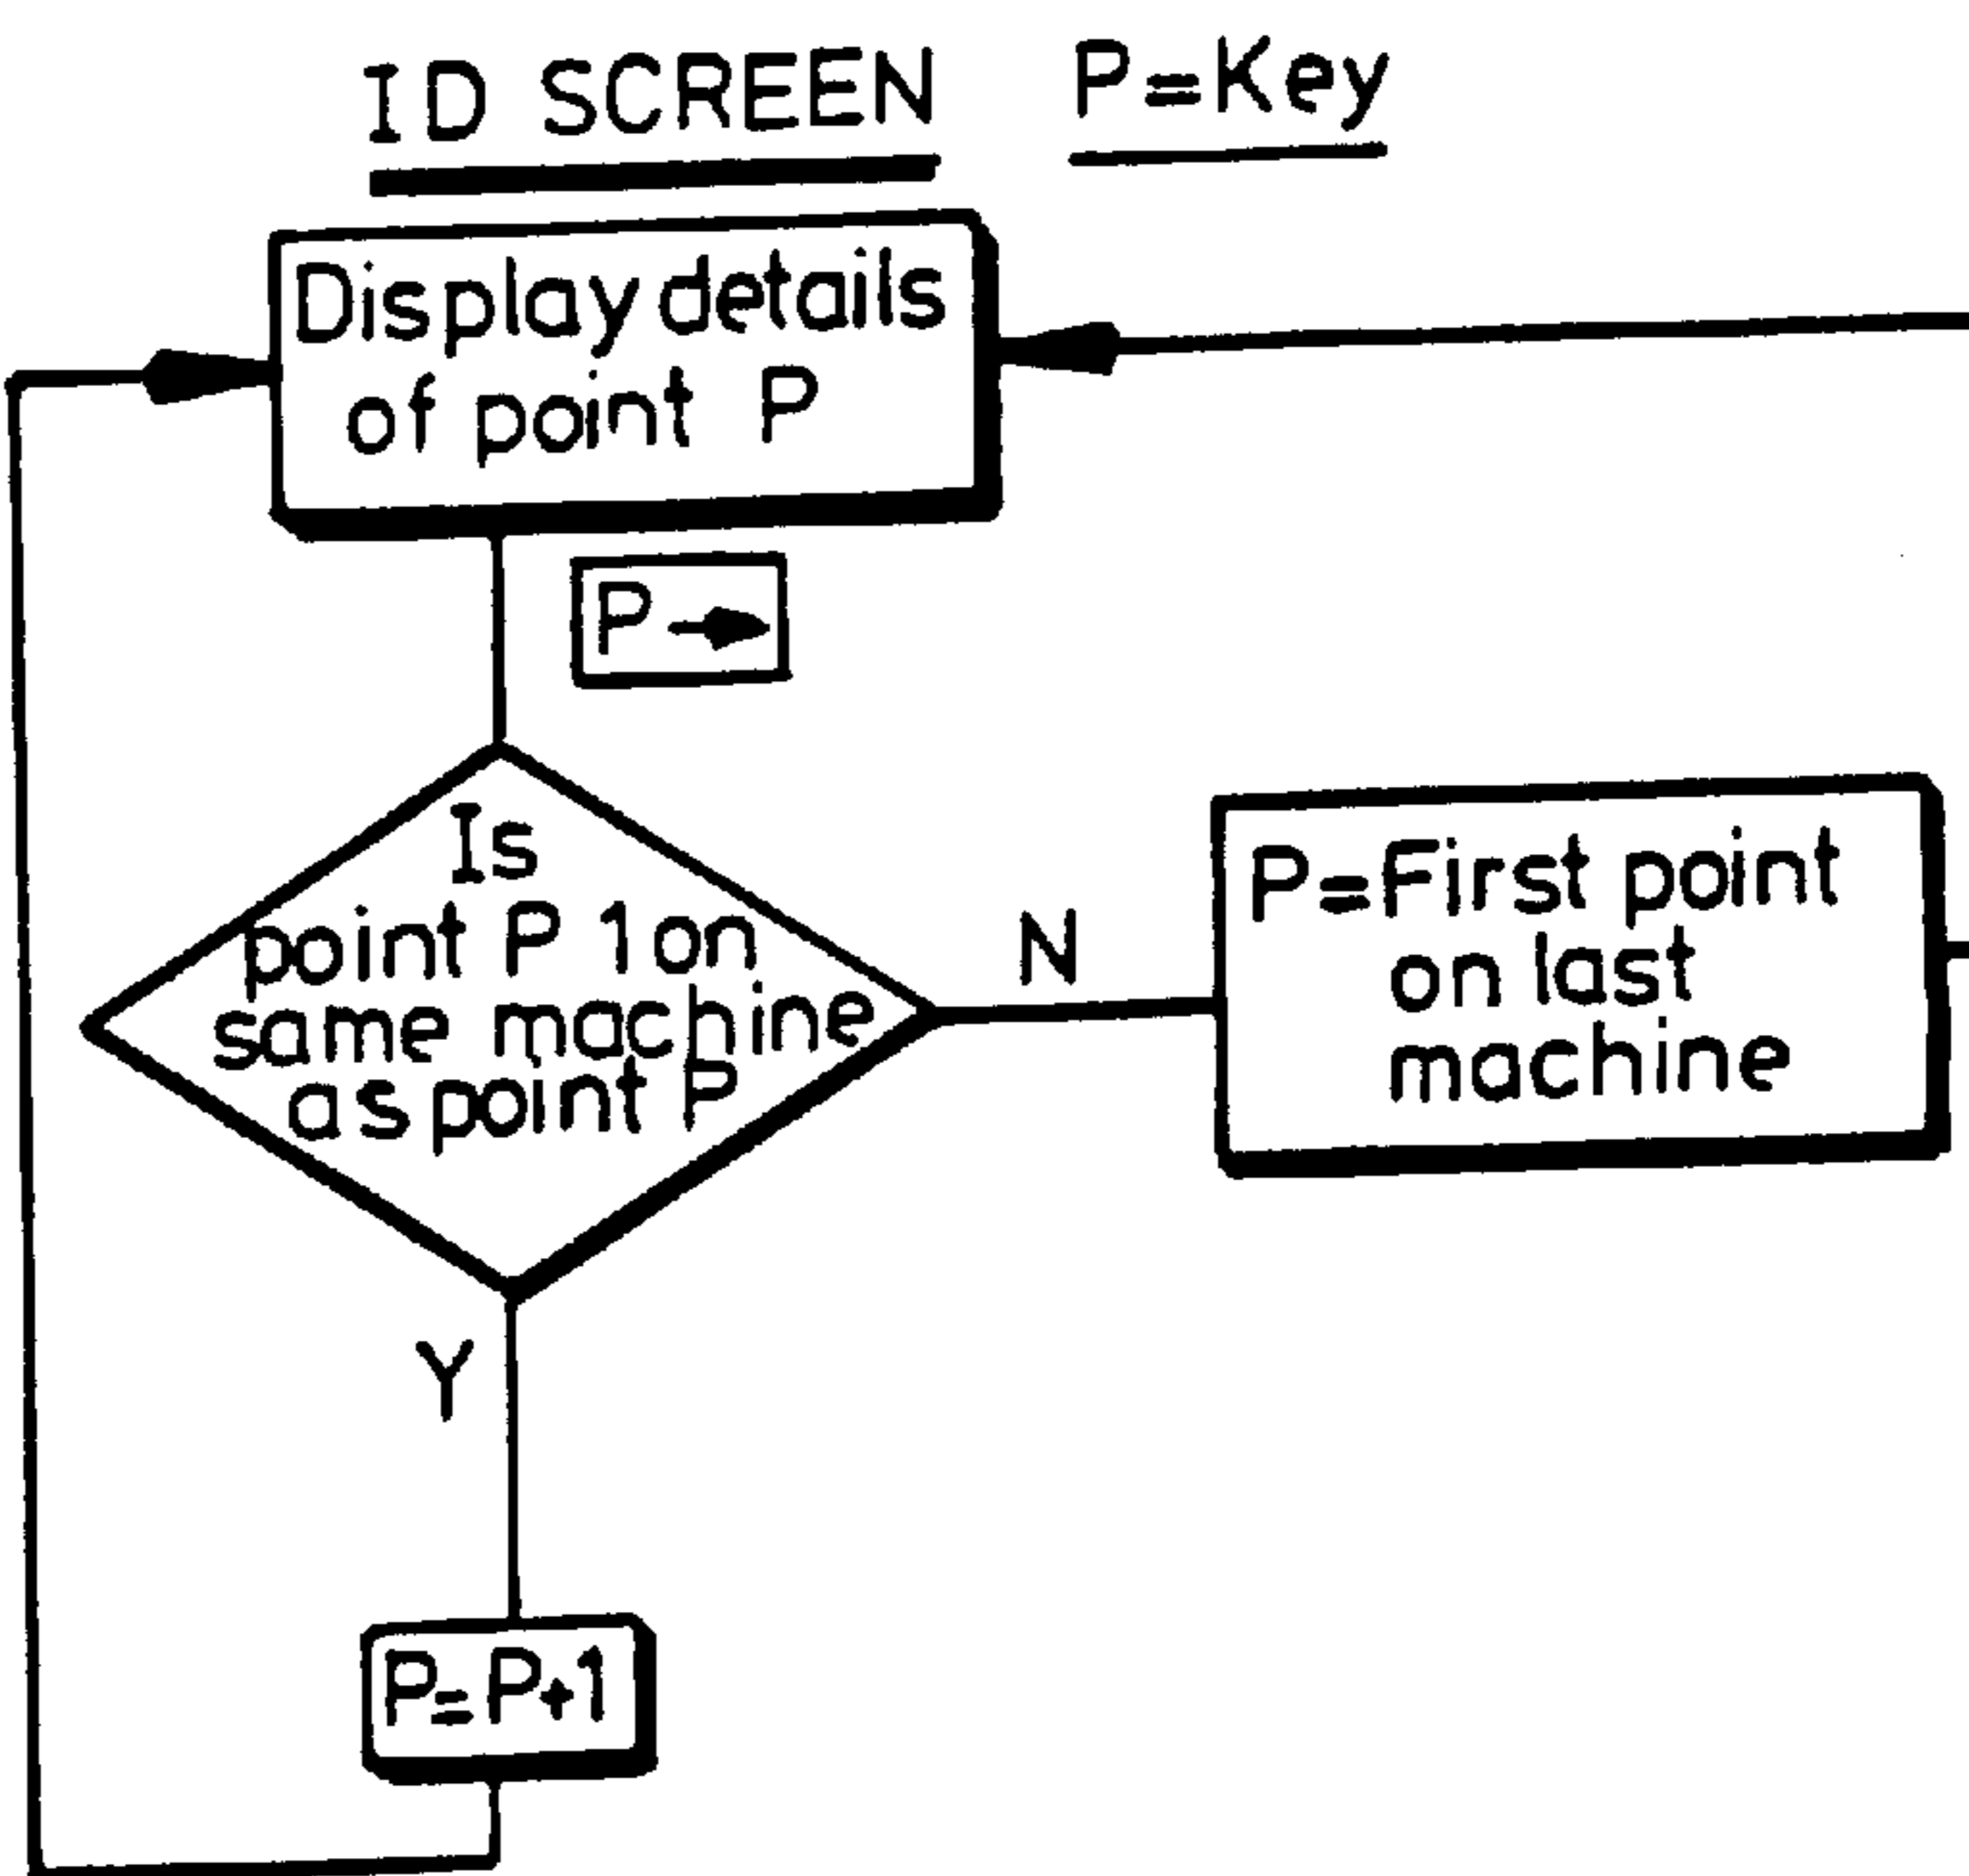 ID SCREEN P=Key
Display details
of point P
P
Is
point P 1 on
same machine
as point P
N
P=First point
on last
machine
Y
P=P+1